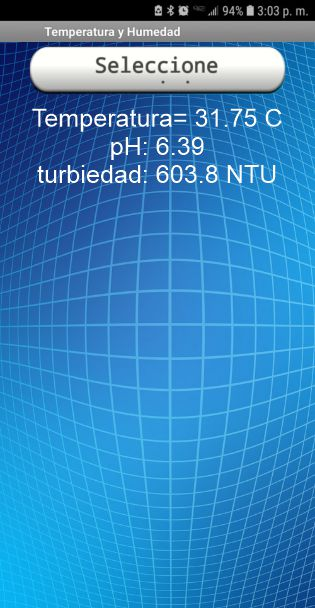 94% 3:03 p. m.
Temperatura y Humedad
Seleccione
Temperatura= 31.75 C
pH: 6.39
turbiedad: 603.8 NTU